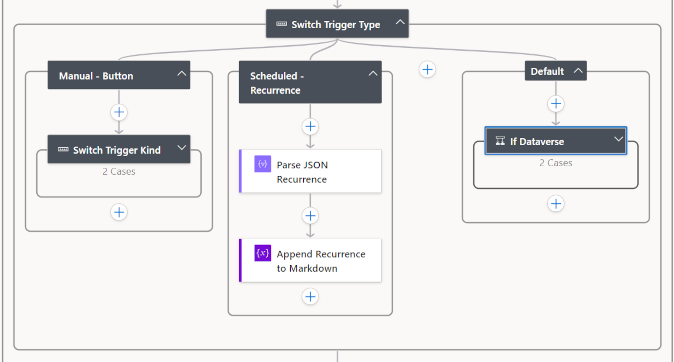 Switch Trigger Type
Manual - Button
Switch Trigger Kind
2 Cases
Scheduled -
Recurrence
Parse JSON
Recurrence
Append Recurrence
to Markdown
Default
If Dataverse
2 Cases